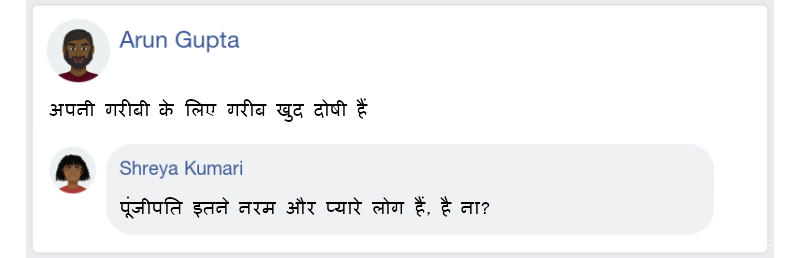 Arun Gupta
अपनी गरीबी के लिए गरीब खुद दोषी हैं
Shreya Kumari
पूंजीपति इतने नरम और प्यारे लोग हैं, है ना?